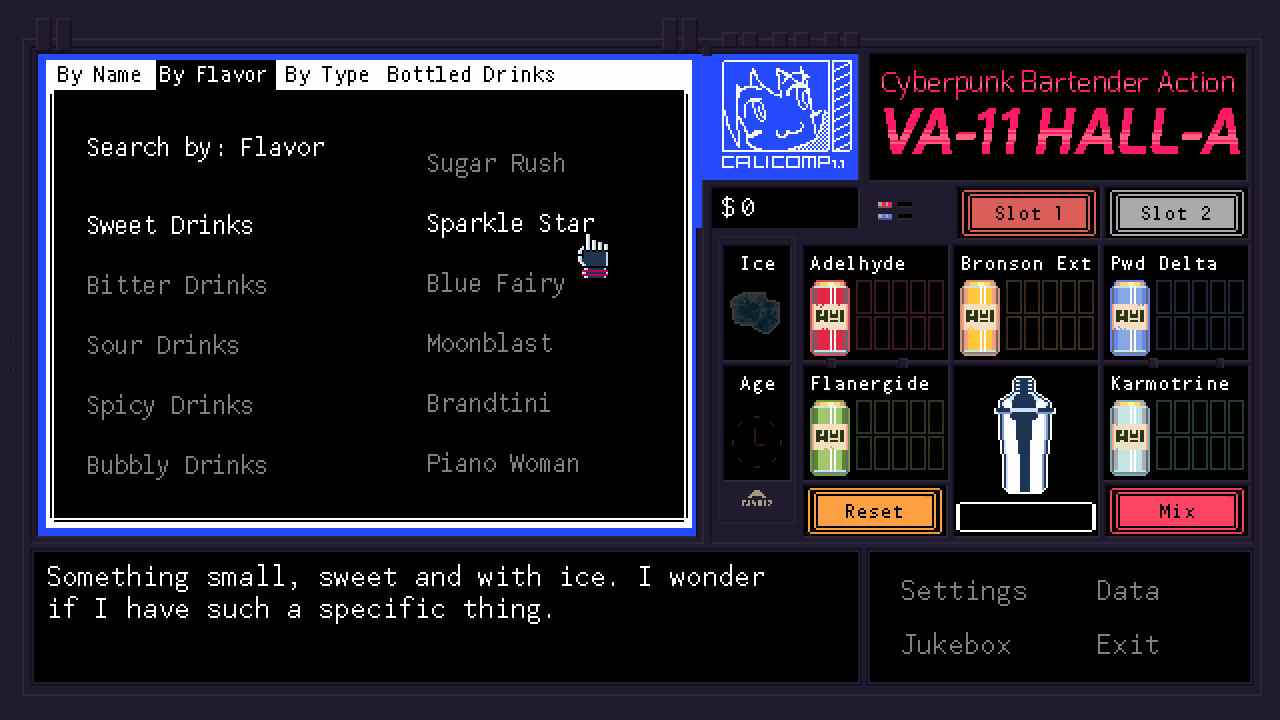 By Name By Flavor By Type Bottled Drinks
Search by: Flavor
Sweet Drinks
Bitter Drinks
Sour Drinks
Spicy Drinks
Bubbly Drinks
Sugar Rush
Sparkle Star
Blue Fairy
Moonblast
Brandtini
Piano Woman
CALICOMP 1.1
Cyberpunk Bartender Action
VA-11 HALL-A
$0
Slot 1
Slot 2
Ice
Adelhyde
Bronson Ext
Pwd Delta
Age
Flanergide
Karmotrine
Reset
Mix
Something small, sweet and with ice. I wonder
if I have such a specific thing.
Settings Data
Jukebox Exit